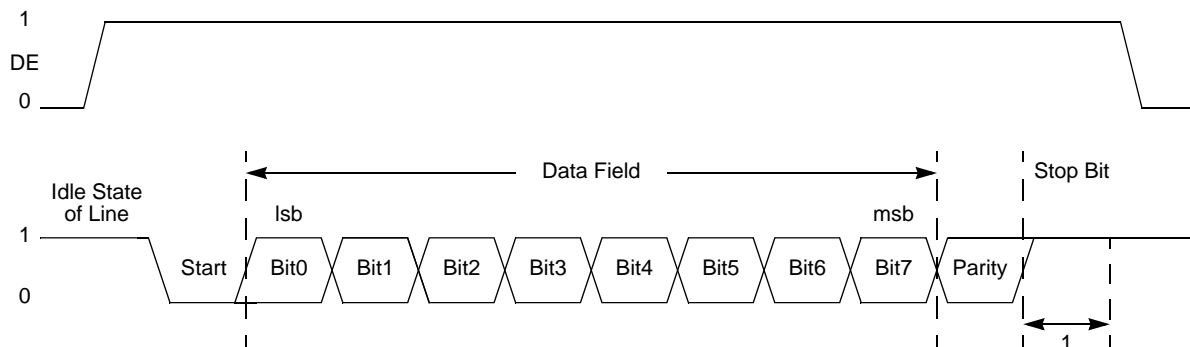 1
DE
0
Data Field
Stop Bit
Idle State
of Line
lsb
msb
1
Start
Bit0
Bit1
Bit2
Bit3
Bit4
Bit5
Bit6
Bit7
Parity
0
1